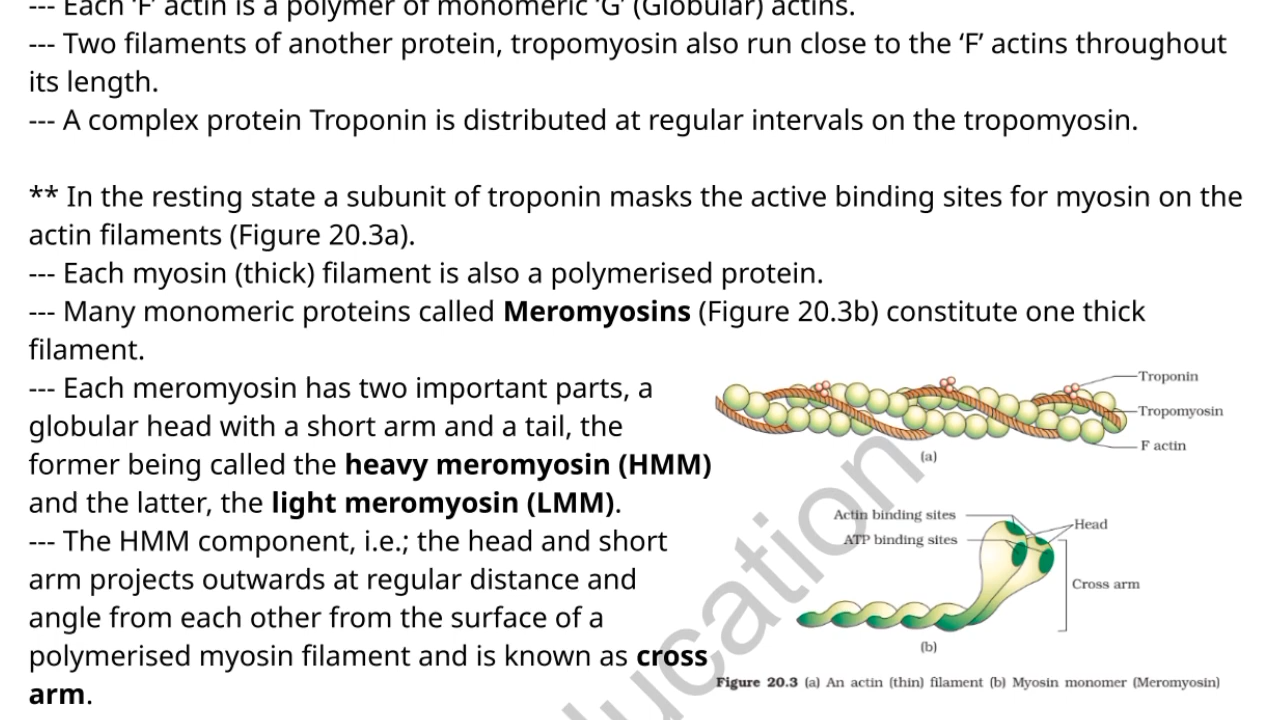 --- Each ‘F’ actin is a polymer of monomeric ‘G’ (Globular) actins.
--- Two filaments of another protein, tropomyosin also run close to the ‘F’ actins throughout
its length.
--- A complex protein Troponin is distributed at regular intervals on the tropomyosin.
** In the resting state a subunit of troponin masks the active binding sites for myosin on the
actin filaments (Figure 20.3a).
--- Each myosin (thick) filament is also a polymerised protein.
--- Many monomeric proteins called Meromyosins (Figure 20.3b) constitute one thick
filament.
--- Each meromyosin has two important parts, a
globular head with a short arm and a tail, the
former being called the heavy meromyosin (HMM)
and the latter, the light meromyosin (LMM).
--- The HMM component, i.e.; the head and short
arm projects outwards at regular distance and
angle from each other from the surface of a
polymerised myosin filament and is known as cross
arm.
Troponin
Tropomyosin
F actin
(a)
Actin binding sites
ATP binding sites
Head
Cross arm
(b)
Figure 20.3 (a) An actin (thin) filament (b) Myosin monomer (Meromyosin)
ducation